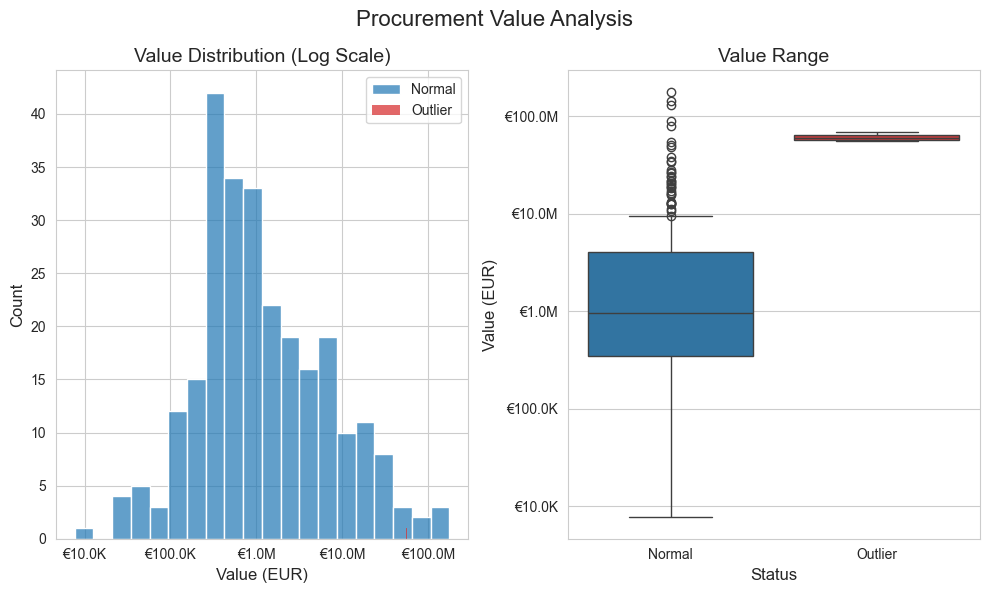 Procurement Value Analysis
Value Distribution (Log Scale)
Normal
Outlier
Count
40
35
30
25
20
15
10
5
0
€10.0K
€100.0K
€1.0M
€10.0M
€100.0M
Value (EUR)
Value Range
Value (EUR)
€100.0M
€10.0M
€1.0M
€100.0K
€10.0K
Normal
Outlier
Status